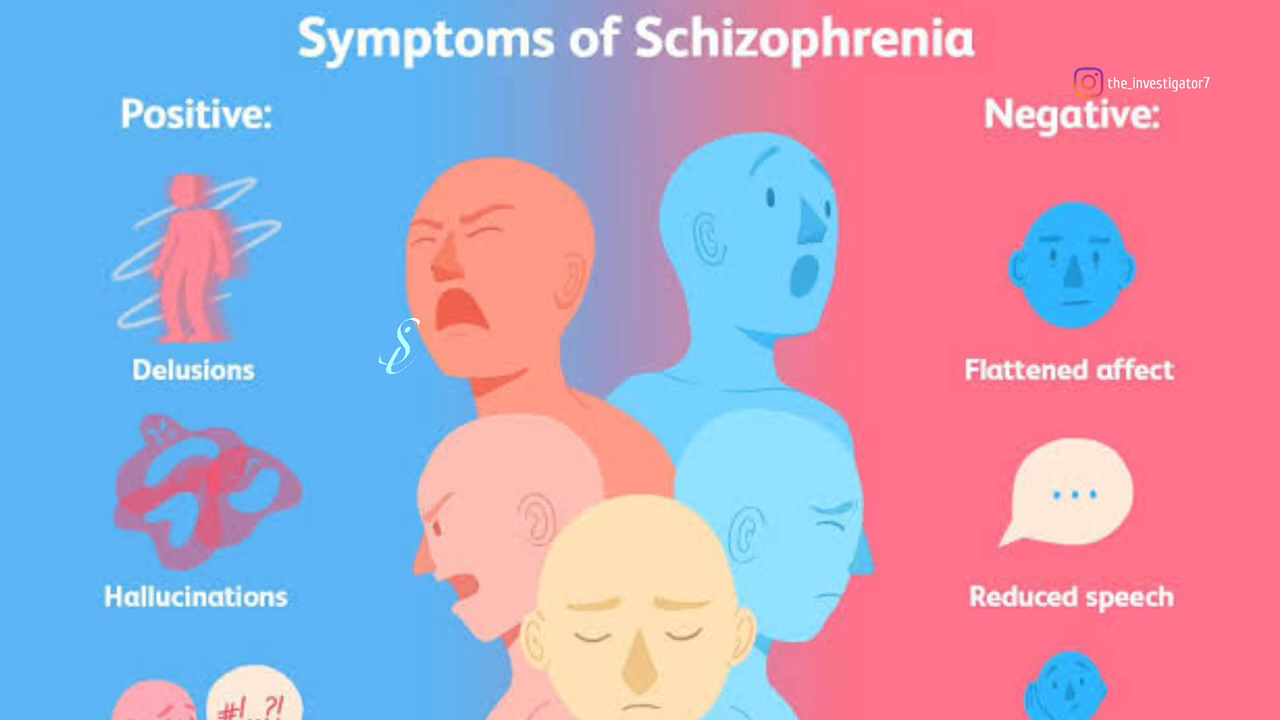 Symptoms of Schizophrenia
the_investigator7
Positive:
Negative:
Delusions
Flattened affect
Hallucinations
Reduced speech
#!...?!